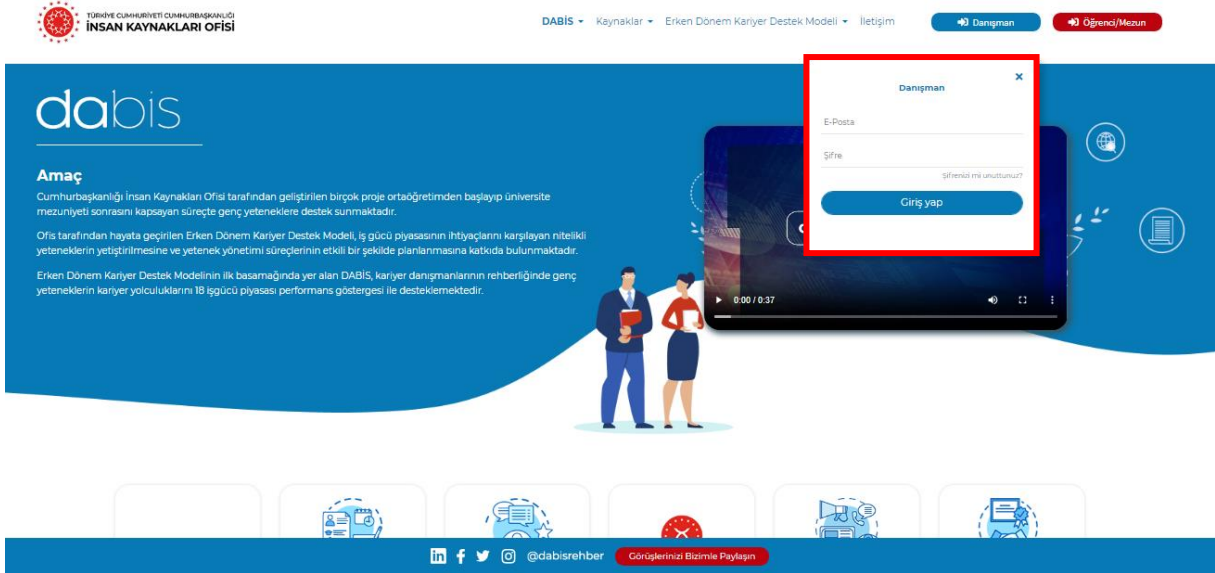 TÜRKİYE CUMHURİYETİ CUMHURBAŞKANLIĞI
İNSAN KAYNAKLARI OFİSİ
DABİS Kaynaklar Erken Dönem Kariyer Destek Modeli İletişim Danışman Öğrenci/Mezun
dabis
Amaç
Cumhurbaşkanlığı İnsan Kaynakları Ofisi tarafından geliştirilen birçok proje ortaöğretimden başlayıp üniversite
mezuniyeti sonrasını kapsayan süreçte genç yeteneklere destek sunmaktadır.
Ofis tarafından hayata geçirilen Erken Dönem Kariyer Destek Modeli, iş gücü piyasasının ihtiyaçlarını karşılayan nitelikli
yeteneklerin yetiştirilmesine ve yetenek yönetimi süreçlerinin etkili bir şekilde planlanmasına katkıda bulunmaktadır.
Erken Dönem Kariyer Destek Modelinin ilk basamağında yer alan DABİS, kariyer danışmanlarının rehberliğinde genç
yeteneklerin kariyer yolculuklarını 18 işgücü piyasası performans göstergesi ile desteklemektedir.
×
Danışman
E-Posta
Şifre
Şifrenizi mi unuttunuz?
Giriş yap
0:00 / 0:37
@dabisrehber Görüşlerinizi Bizimle Paylaşın